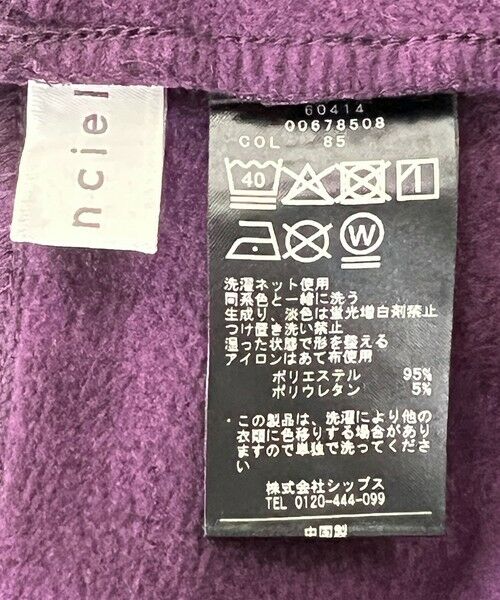 nciel
60414
00678508
COL 85
40
W
洗濯ネット使用
同系色と一緒に洗う
生成り、淡色は蛍光増白剤禁止
つけ置き洗い禁止
湿った状態で形を整える
アイロンはあて布使用
ポリエステル 95%
ポリウレタン 5%
・この製品は、洗濯により他の
衣類に色移りする場合があり
ますので単独で洗ってくださ
い
株式会社シップス
TEL 0120-444-099
中国製